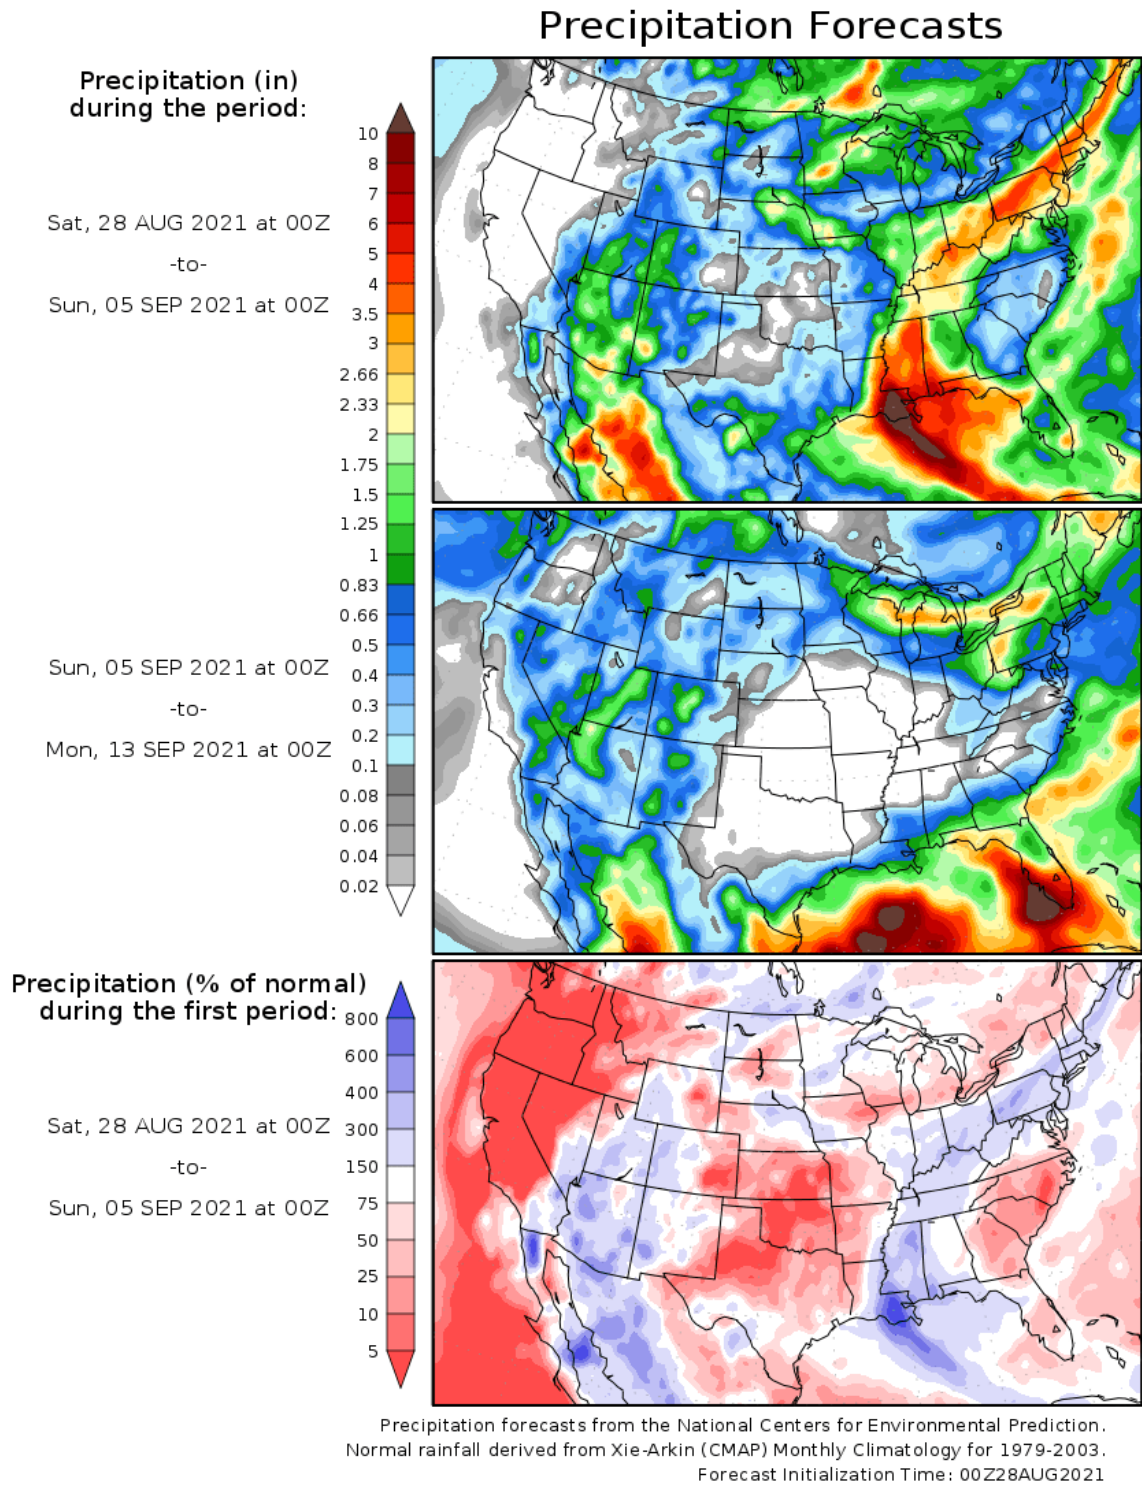 Precipitation Forecasts
Precipitation (in)
during the period:
10
8
7
6
5
4
3.5
3
2.66
2.33
2
1.75
1.5
1.25
1
0.83
0.66
0.5
0.4
0.3
0.2
0.1
0.08
0.06
0.04
0.02
Sat, 28 AUG 2021 at 00Z
-to-
Sun, 05 SEP 2021 at 00Z
Sun, 05 SEP 2021 at 00Z
-to-
Mon, 13 SEP 2021 at 00Z
Precipitation (% of normal)
during the first period:
800
600
400
300
150
75
50
25
10
5
Sat, 28 AUG 2021 at 00Z
-to-
Sun, 05 SEP 2021 at 00Z
Precipitation forecasts from the National Centers for Environmental Prediction.
Normal rainfall derived from Xie-Arkin (CMAP) Monthly Climatology for 1979-2003.
Forecast Initialization Time: 00Z28AUG2021